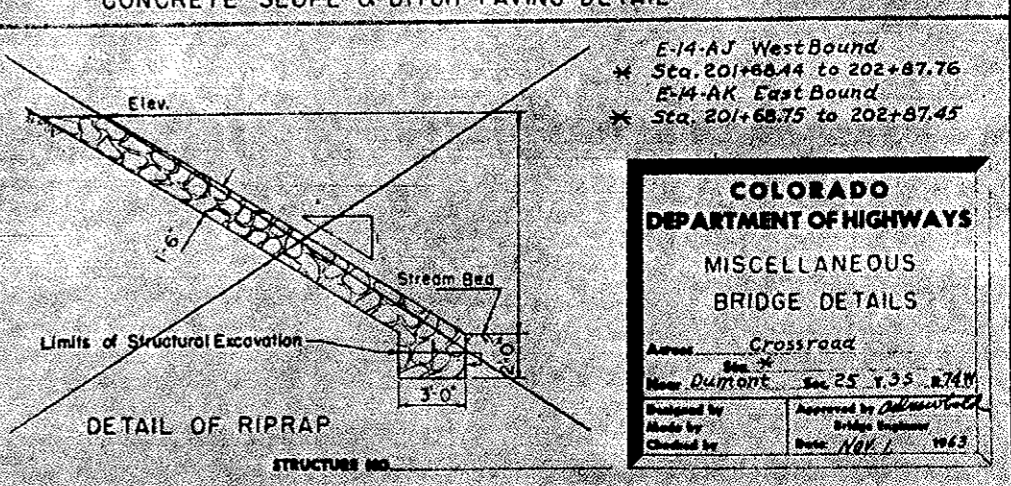 CONCRETE SLOPE & DITCH PAVING DETAIL
E-14-AJ West Bound
* Sta. 201+68.44 to 202+87.76
E-14-AK East Bound
* Sta. 201+68.75 to 202+87.45
Elev.
1'-6"
Stream Bed
Limits of Structural Excavation
2'-0"
3'-0"
DETAIL OF RIPRAP
STRUCTURE NO.
COLORADO
DEPARTMENT OF HIGHWAYS
MISCELLANEOUS
BRIDGE DETAILS
Across Crossroad
Sta. *
Near Dumont Sec. 25 T. 3S R. 74W
Designed by
Made by
Checked by
Approved by
Bridge Engineer
Date Nov. 1 1963